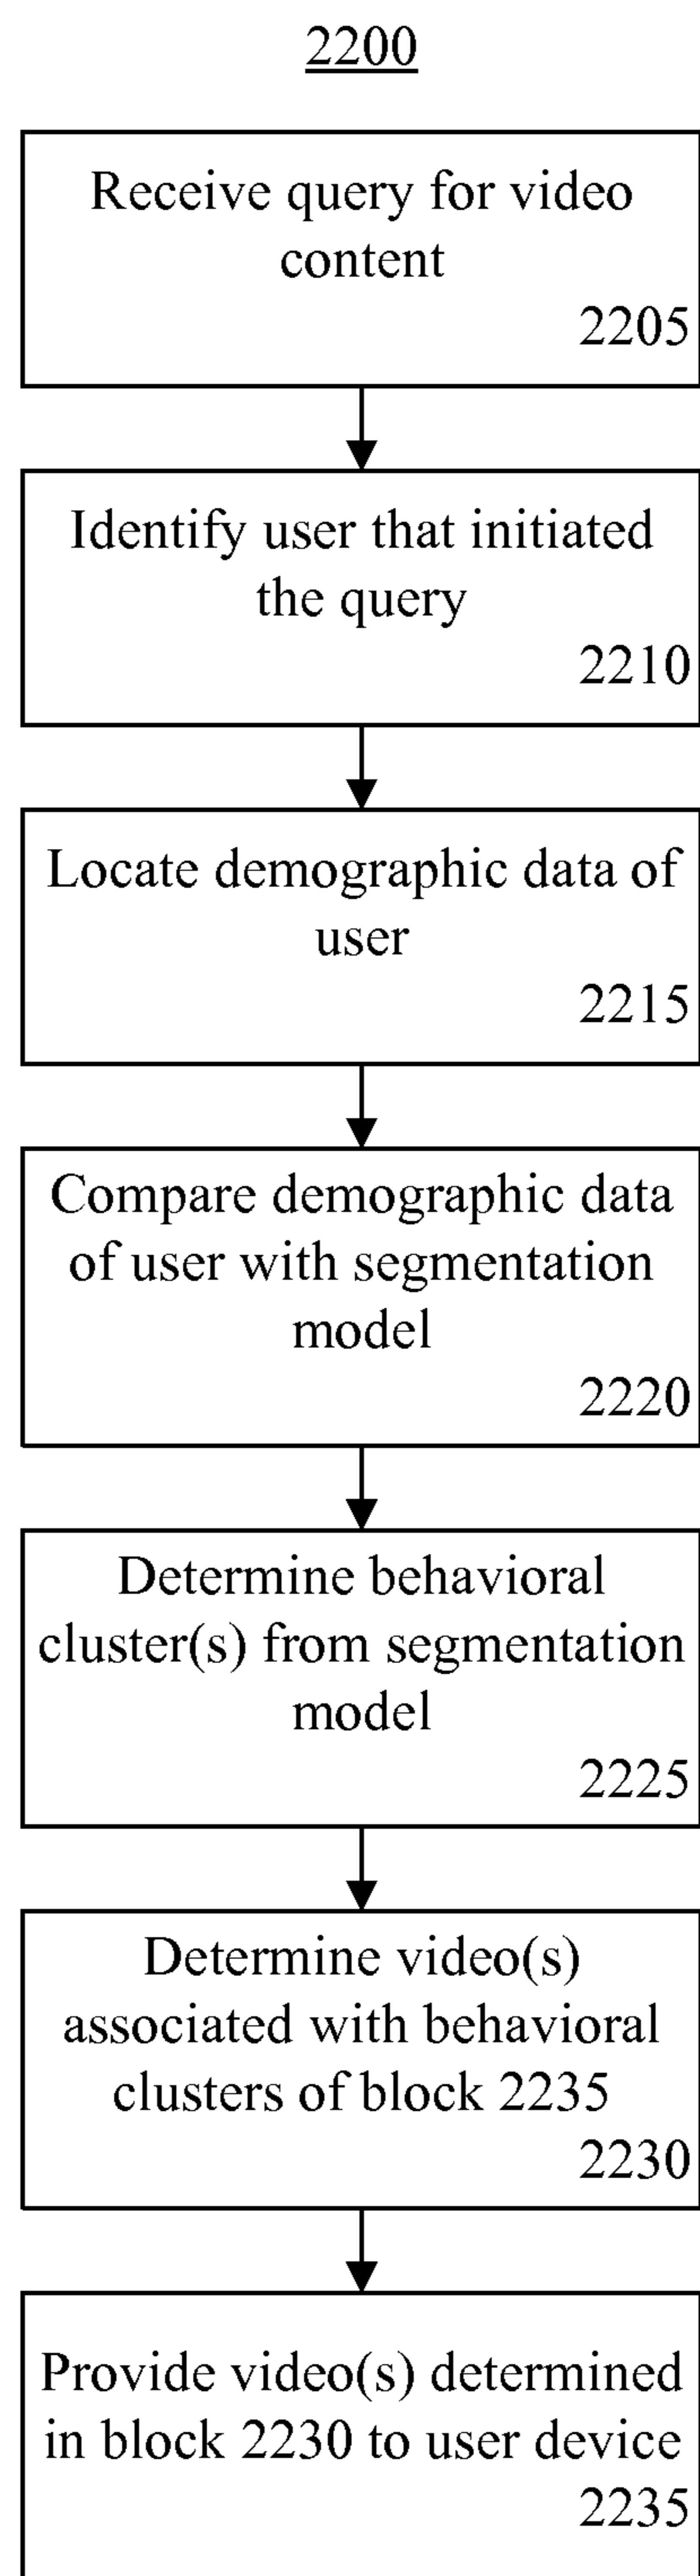 2200
Receive query for video
content
2205
Identify user that initiated
the query
2210
Locate demographic data of
user
2215
Compare demographic data
of user with segmentation
model
2220
Determine behavioral
cluster(s) from segmentation
model
2225
Determine video(s)
associated with behavioral
clusters of block 2235
2230
Provide video(s) determined
in block 2230 to user device
2235